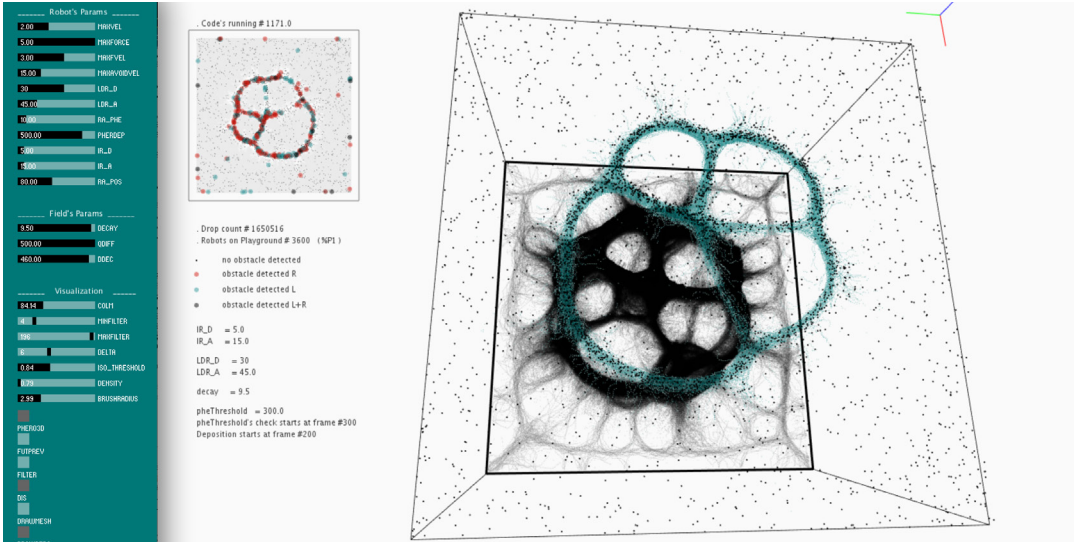 Robot's Params
2.00 MAXVEL
5.00 MAXFORCE
3.00 MAXFVEL
15.00 MAXAVOIDVEL
30 LDR_D
45.00 LDR_A
10.00 RA_PHE
500.00 PHERDEP
5.00 IR_D
15.00 IR_A
80.00 RA_POS
Field's Params
9.50 DECAY
500.00 QDIFF
460.00 DDEC
Visualization
84.14 COLM
4 MINFILTER
196 MAXFILTER
6 DELTA
0.84 ISO_THRESHOLD
0.79 DENSITY
2.99 BRUSHRADIUS
PHERO3D
FUTPREV
FILTER
DIS
DRAWMESH
. Code's running # 1171.0
. Drop count # 1650516
. Robots on Playground # 3600 (%P1)
no obstacle detected
obstacle detected R
obstacle detected L
obstacle detected L+R
IR_D = 5.0
IR_A = 15.0
LDR_D = 30
LDR_A = 45.0
decay = 9.5
pheThreshold = 300.0
pheThreshold's check starts at frame #300
Deposition starts at frame #200